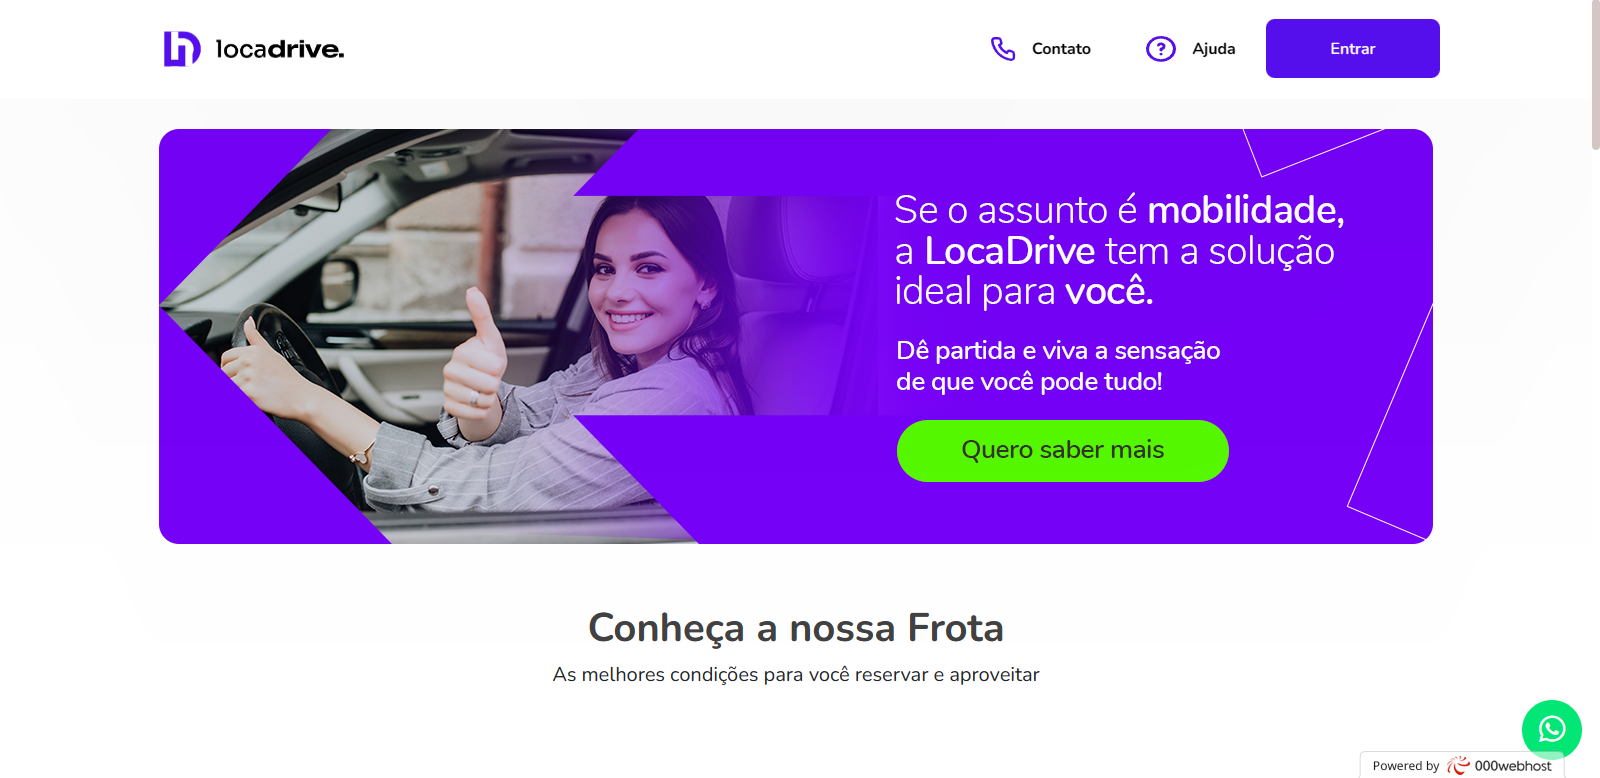 locadrive.
Contato
Ajuda
Entrar
Se o assunto é mobilidade,
a LocaDrive tem a solução
ideal para você.
Dê partida e viva a sensação
de que você pode tudo!
Quero saber mais
Conheça a nossa Frota
As melhores condições para você reservar e aproveitar
Powered by 000webhost